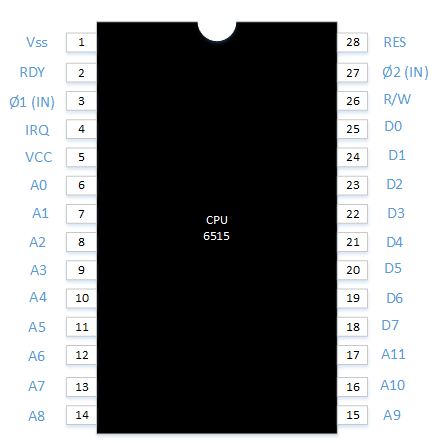 Vss 1 28 RES
RDY 2 27 Ø2 (IN)
Ø1 (IN) 3 26 R/W
IRQ 4 25 D0
VCC 5 24 D1
A0 6 23 D2
A1 7 22 D3
A2 8 21 D4
CPU
6515
A3 9 20 D5
A4 10 19 D6
A5 11 18 D7
A6 12 17 A11
A7 13 16 A10
A8 14 15 A9